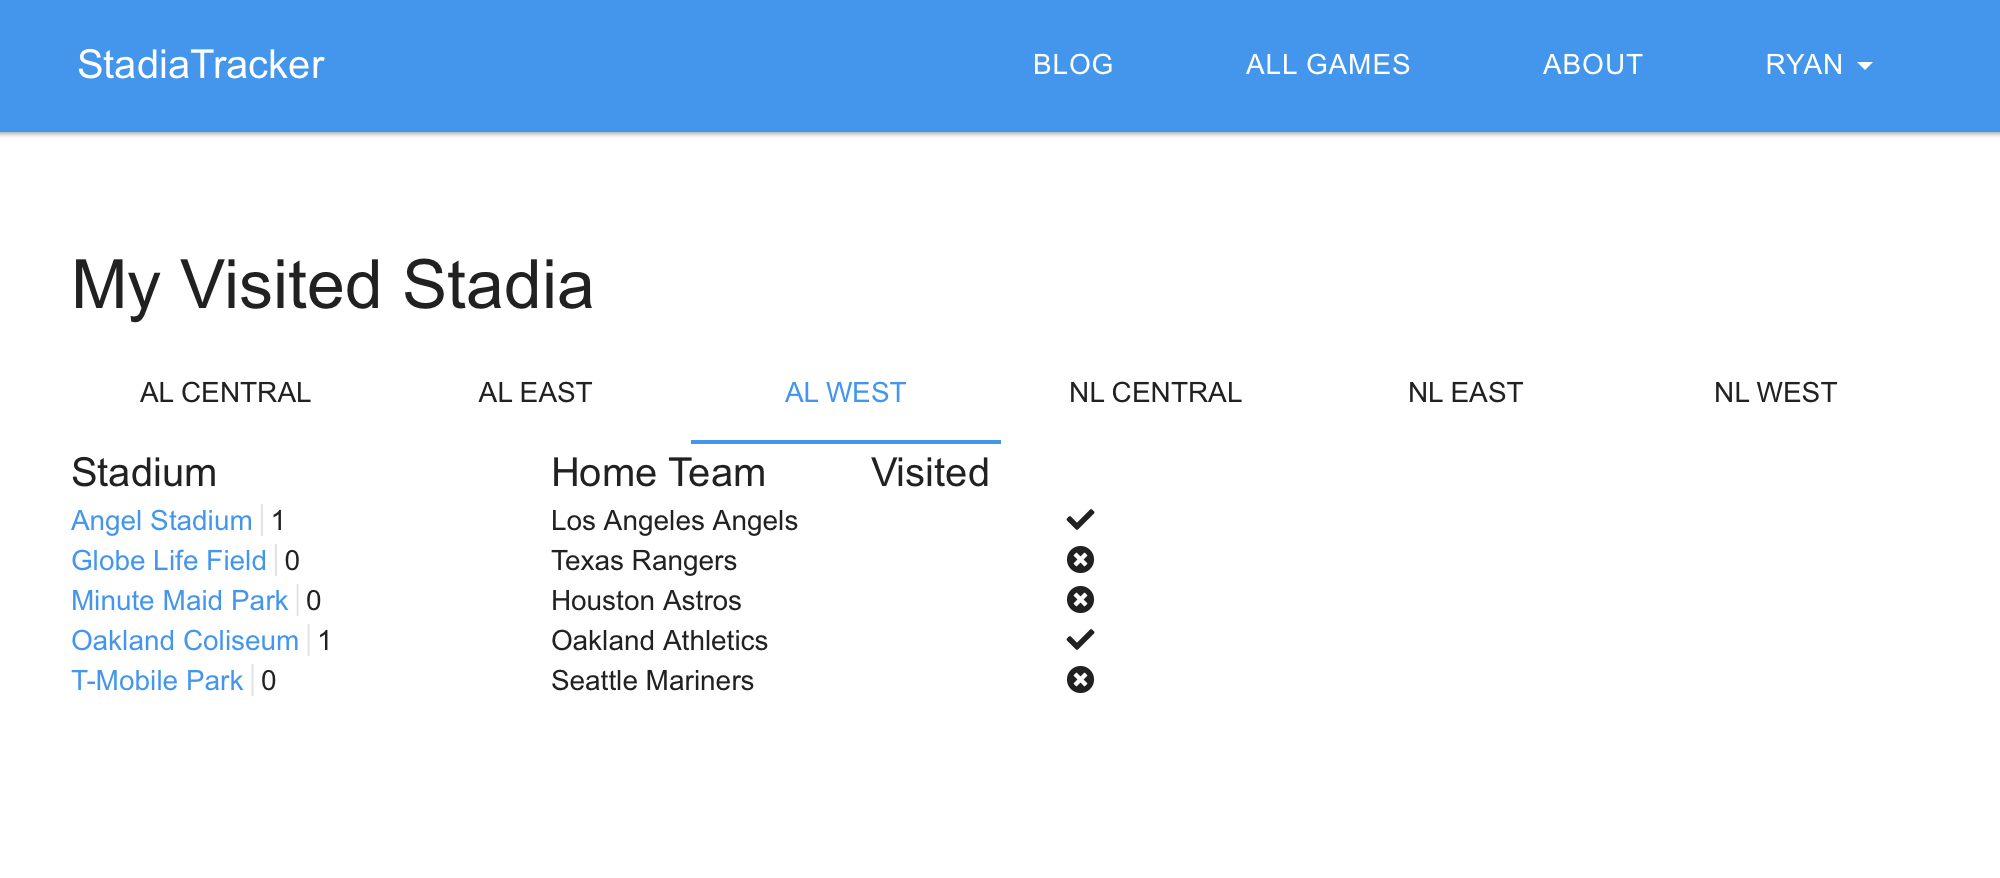 StadiaTracker BLOG ALL GAMES ABOUT RYAN
My Visited Stadia
AL CENTRAL AL EAST AL WEST NL CENTRAL NL EAST NL WEST
Stadium Home Team Visited
Angel Stadium 1 Los Angeles Angels
Globe Life Field 0 Texas Rangers
Minute Maid Park 0 Houston Astros
Oakland Coliseum 1 Oakland Athletics
T-Mobile Park 0 Seattle Mariners